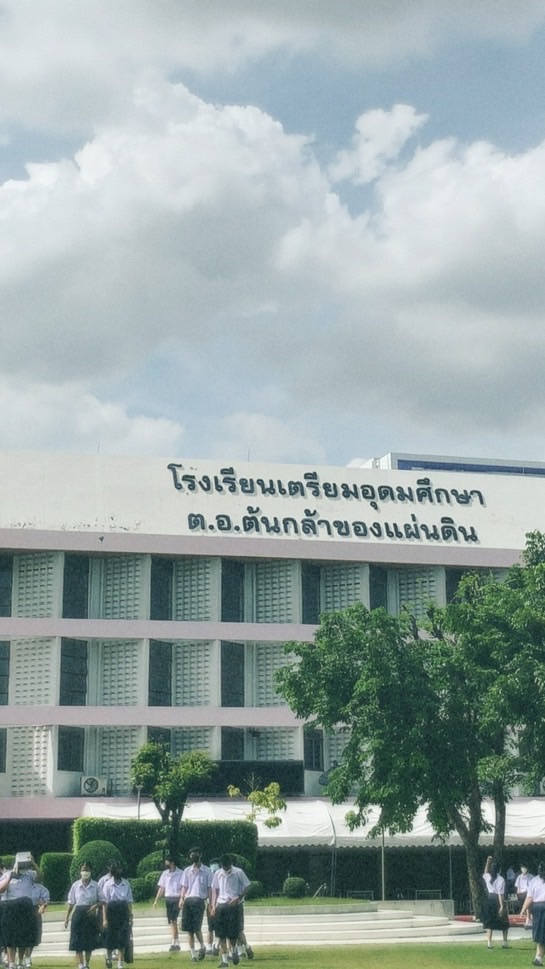 โรงเรียนเตรียมอุดมศึกษา
ต.อ.ต้นกล้าของแผ่นดิน